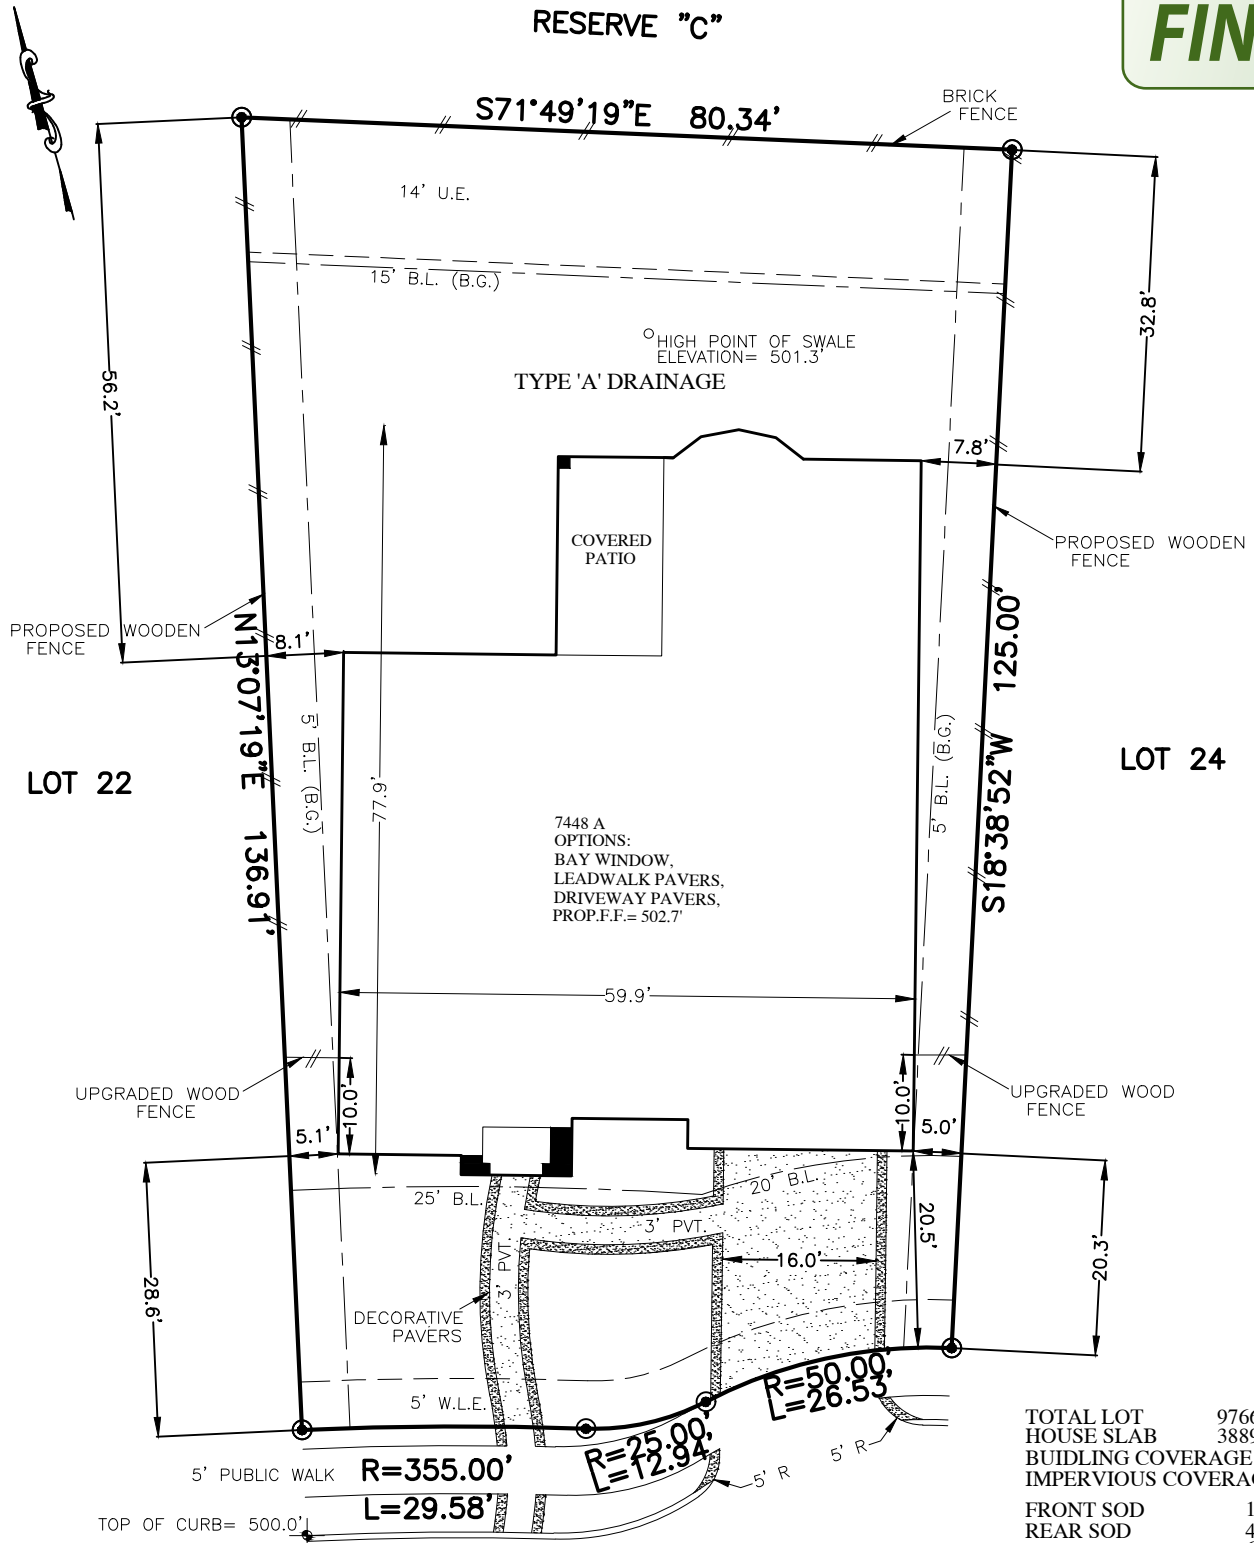 RESERVE "C"
FIN
S71°49'19"E 80.34'
BRICK
FENCE
14' U.E.
15' B.L. (B.G.)
HIGH POINT OF SWALE
ELEVATION= 501.3'
TYPE 'A' DRAINAGE
32.8'
56.2'
7.8'
COVERED
PATIO
PROPOSED WOODEN
FENCE
PROPOSED WOODEN
FENCE
8.1'
N13°07'19"E 136.91'
5' B.L. (B.G.)
77.9'
5' B.L. (B.G.)
S18°38'52"W 125.00'
LOT 22
LOT 24
7448 A
OPTIONS:
BAY WINDOW,
LEADWALK PAVERS,
DRIVEWAY PAVERS,
PROP.F.F.= 502.7'
59.9'
UPGRADED WOOD
FENCE
10.0'
10.0'
UPGRADED WOOD
FENCE
5.1'
5.0'
25' B.L.
20' B.L.
3' PVT.
3' PVT.
16.0'
20.5'
20.3'
28.6'
DECORATIVE
PAVERS
5' W.L.E.
R=50.00'
L=26.53'
R=25.00'
L=12.94'
5' R
5' R
5' PUBLIC WALK
R=355.00'
L=29.58'
TOP OF CURB= 500.0'
TOTAL LOT 9766
HOUSE SLAB 3889
BUIDLING COVERAGE
IMPERVIOUS COVERA
FRONT SOD 1
REAR SOD 4